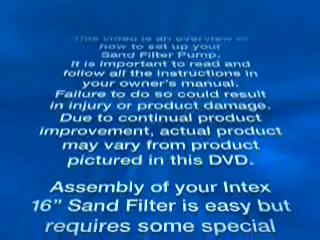 This video is an overview of
how to set up your
Sand Filter Pump.
It is important to read and
follow all the instructions in
your owner's manual.
Failure to do so could result
in injury or product damage.
Due to continual product
improvement, actual product
may vary from product
pictured in this DVD.
Assembly of your Intex
16” Sand Filter is easy but
requires some special